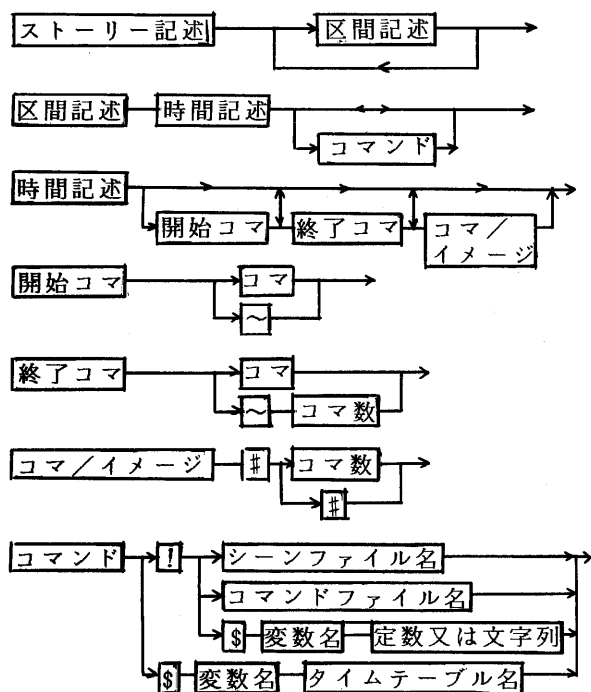 ストーリー記述 区間記述
区間記述 時間記述
コマンド
時間記述
開始コマ 終了コマ コマ/
イメージ
開始コマ コマ
~
終了コマ コマ
~ コマ数
コマ/イメージ # コマ数
#
コマンド ! シーンファイル名
コマンドファイル名
$ 変数名 定数又は文字列
$ 変数名 タイムテーブル名